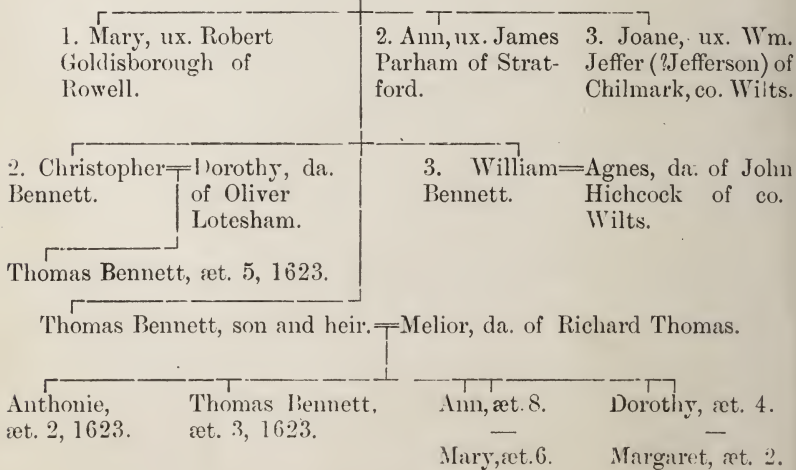 1. Mary, ux. Robert
Goldisborough of
Rowell.
2. Ann, ux. James
Parham of Strat-
ford.
3. Joane, ux. Wm.
Jeffer (?Jefferson) of
Chilmark, co. Wilts.
2. Christopher
Bennett.
Dorothy, da.
of Oliver
Lotesham.
3. William
Bennett.
Agnes, da. of John
Hichcock of co.
Wilts.
Thomas Bennett, æt. 5, 1623.
Thomas Bennett, son and heir.
Melior, da. of Richard Thomas.
Anthonie,
æt. 2, 1623.
Thomas Bennett,
æt. 3, 1623.
Ann, æt. 8.
Mary, æt. 6.
Dorothy, æt. 4.
Margaret, æt. 2.